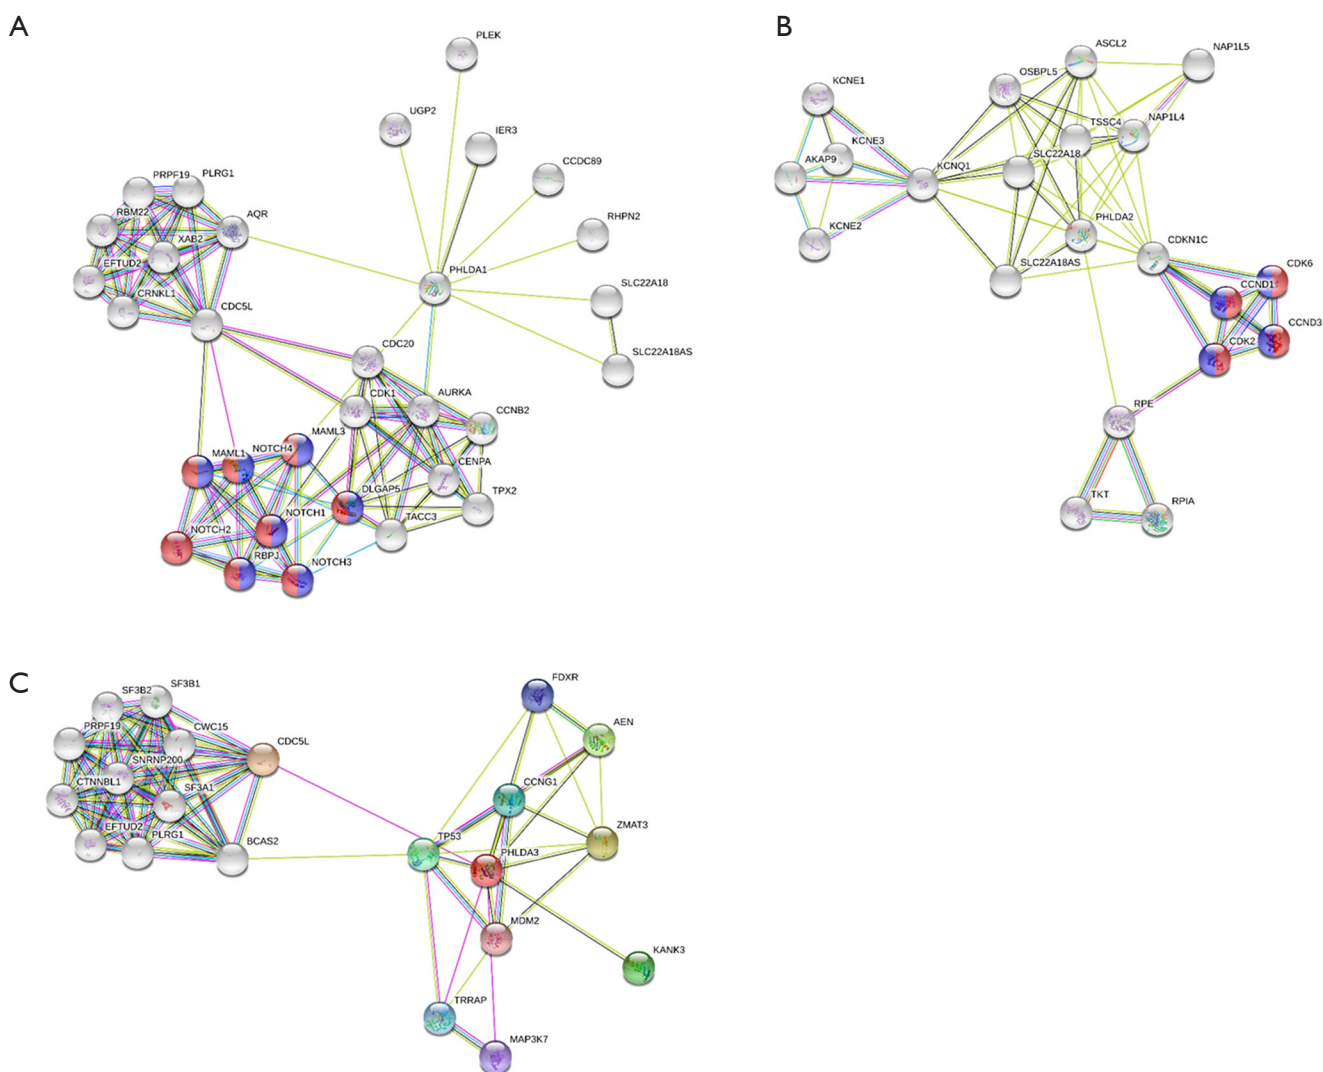 A
PLEK
UGP2
IER3
CCDC89
PRPF19
PLRG1
RBM22
AQR
RHPN2
XAB2
EFTUD2
PHLDA1
SLC22A18
CRNKL1
CDC5L
CDC20
SLC22A18AS
CDK1
AURKA
CCNB2
MAML3
MAML1
NOTCH4
CENPA
DLGAP5
TPX2
NOTCH1
TACC3
NOTCH2
RBPJ
NOTCH3
B
ASCL2
NAP1L5
OSBPL5
KCNE1
NAP1L4
TSSC4
KCNE3
SLC22A18
AKAP9
KCNQ1
PHLDA2
KCNE2
CDKN1C
SLC22A18AS
CDK6
CCND1
CCND3
CDK2
RPE
TKT
RPIA
C
SF3B2
SF3B1
FDXR
PRPF19
CWC15
AEN
CDC5L
SNRNP200
CTNNBL1
CCNG1
SF3A1
ZMAT3
EFTUD2
PLRG1
BCAS2
TP53
PHLDA3
MDM2
KANK3
TRRAP
MAP3K7